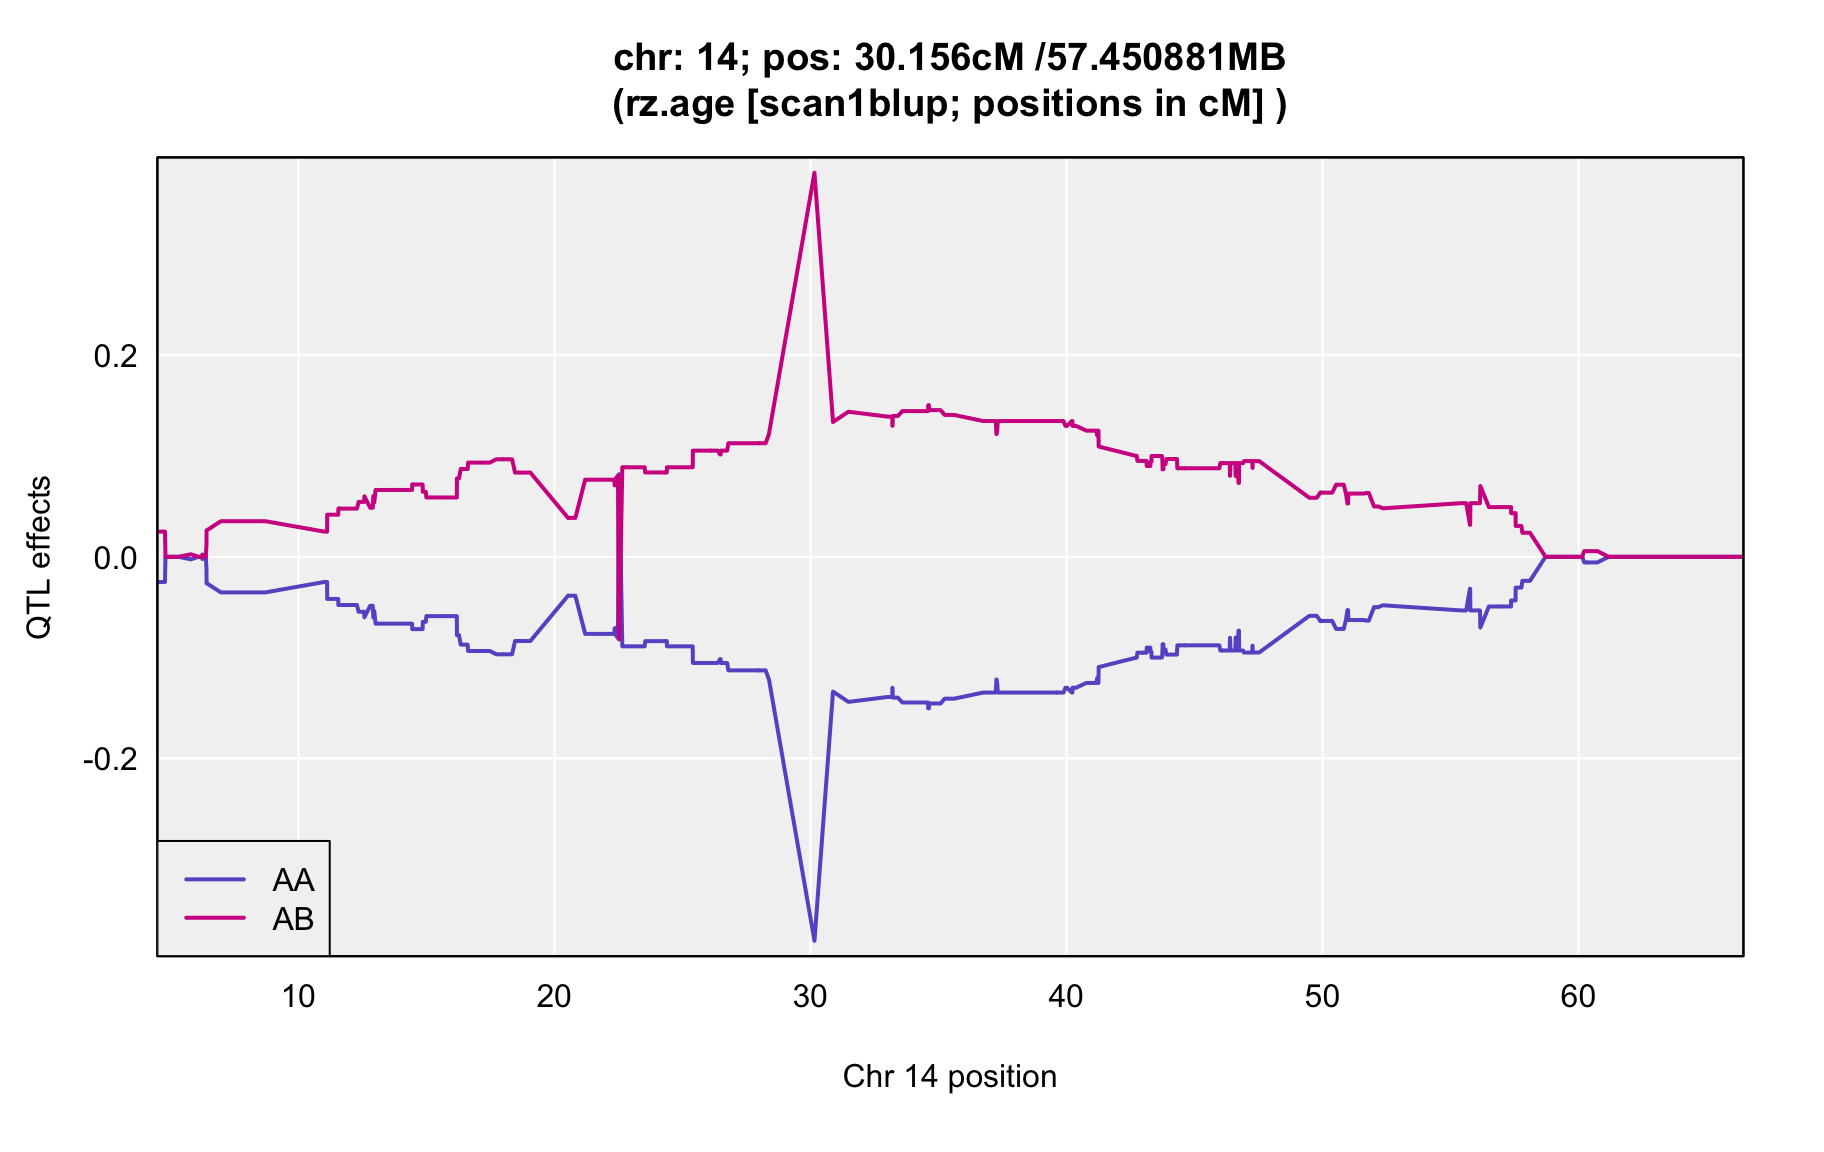 chr: 14; pos: 30.156cM /57.450881MB
(rz.age [scan1blup; positions in cM] )
QTL effects
0.2
0.0
-0.2
AA
AB
10 20 30 40 50 60
Chr 14 position